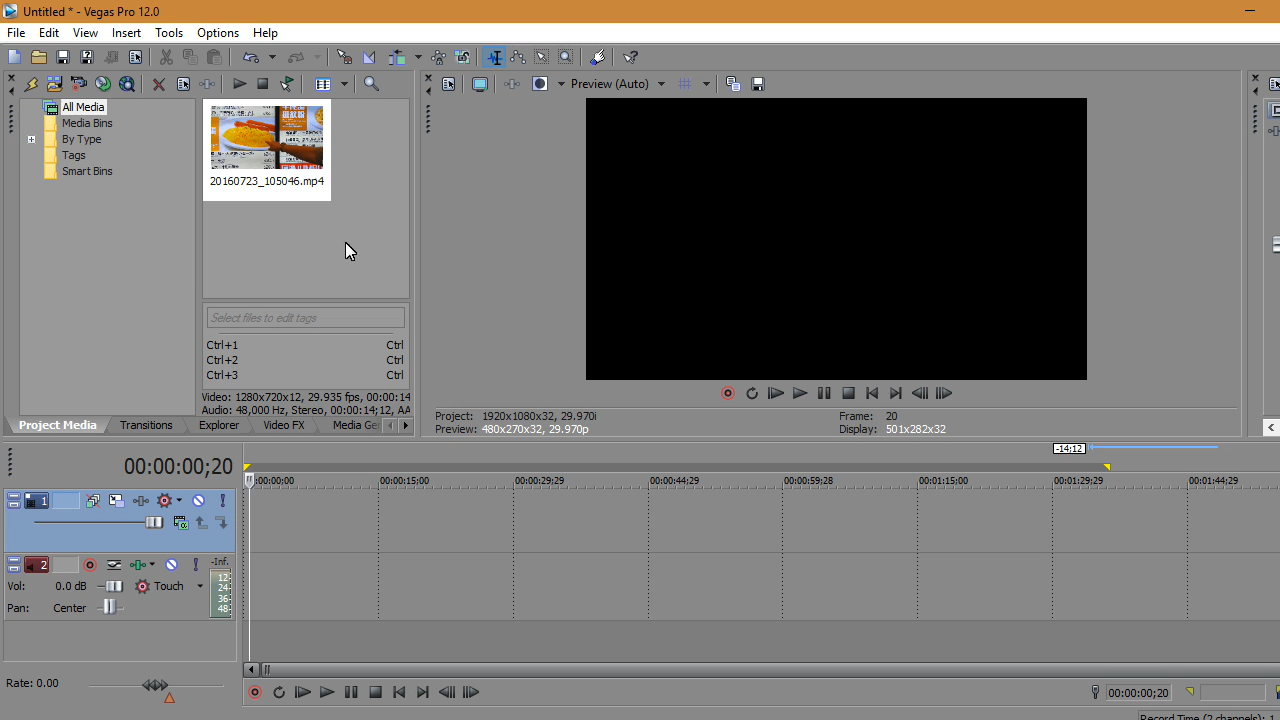 Untitled * - Vegas Pro 12.0
File Edit View Insert Tools Options Help
Preview (Auto)
All Media
Media Bins
By Type
Tags
Smart Bins
20160723_105046.mp4
Select files to edit tags
Ctrl+1 Ctrl
Ctrl+2 Ctrl
Ctrl+3 Ctrl
Video: 1280x720x12, 29.935 fps, 00:00:14
Audio: 48,000 Hz, Stereo, 00:00:14;12, AA
Project Media Transitions Explorer Video FX Media Ge
Project: 1920x1080x32, 29.970i
Preview: 480x270x32, 29.970p
Frame: 20
Display: 501x282x32
-14;12
00:00:00;20
:00:00;00 00:00:15;00 00:00:29;29 00:00:44;29 00:00:59;28 00:01:15;00 00:01:29;29 00:01:44;29
1
2
-Inf.
Vol: 0.0 dB Touch
Pan: Center
12
24
36
48
Rate: 0.00
00:00:00;20
Record Time (2 channels): 1